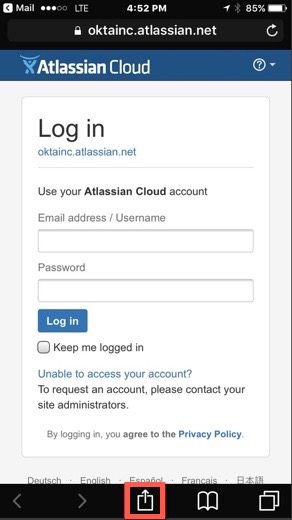 Mail LTE 4:52 PM 85%
oktainc.atlassian.net
Atlassian Cloud
Log in
oktainc.atlassian.net
Use your Atlassian Cloud account
Email address / Username
Password
Log in
Keep me logged in
Unable to access your account?
To request an account, please contact your
site administrators.
By logging in, you agree to the Privacy Policy.
Deutsch · English · Español · Français · 日本語